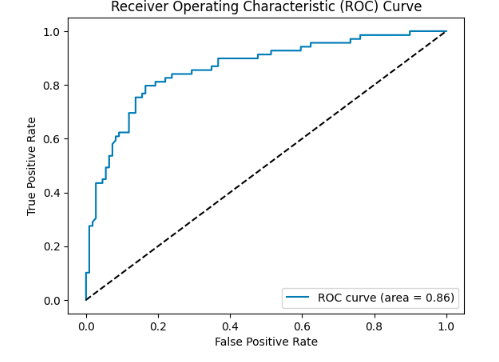 Receiver Operating Characteristic (ROC) Curve
True Positive Rate
1.0
0.8
0.6
0.4
0.2
0.0
ROC curve (area = 0.86)
0.0 0.2 0.4 0.6 0.8 1.0
False Positive Rate